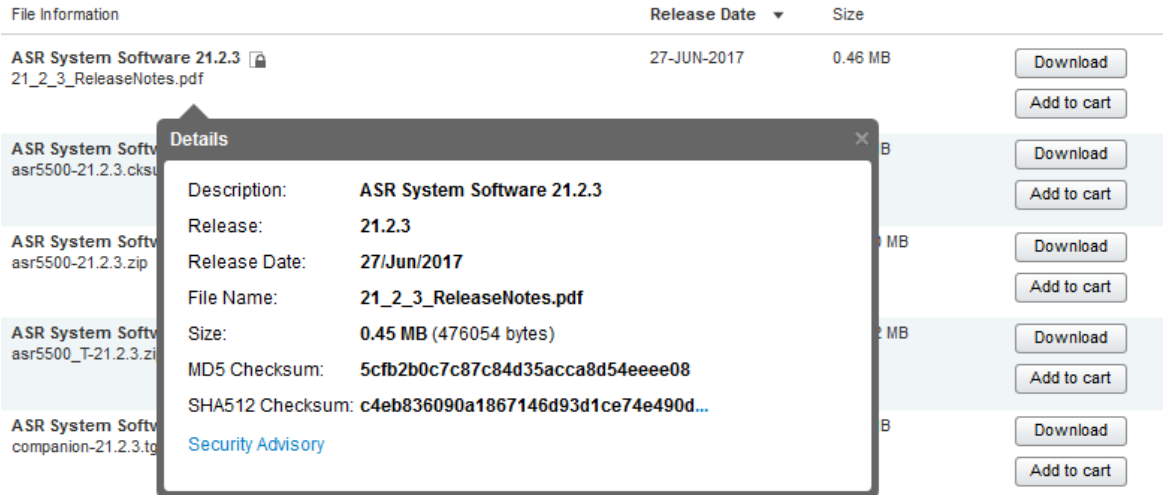 File Information Release Date Size
ASR System Software 21.2.3 27-JUN-2017 0.46 MB Download
21_2_3_ReleaseNotes.pdf
Add to cart
Details
ASR System Softw B Download
asr5500-21.2.3.cksu
Description: ASR System Software 21.2.3
Add to cart
Release: 21.2.3
ASR System Softw MB Download
asr5500-21.2.3.zip
Release Date: 27/Jun/2017
File Name: 21_2_3_ReleaseNotes.pdf Add to cart
ASR System Softw Size: 0.45 MB (476054 bytes) 2 MB Download
asr5500_T-21.2.3.zi
MD5 Checksum: 5cfb2b0c7c87c84d35acca8d54eeee08 Add to cart
SHA512 Checksum: c4eb836090a1867146d93d1ce74e490d...
ASR System Softw B Download
companion-21.2.3.tg
Security Advisory
Add to cart